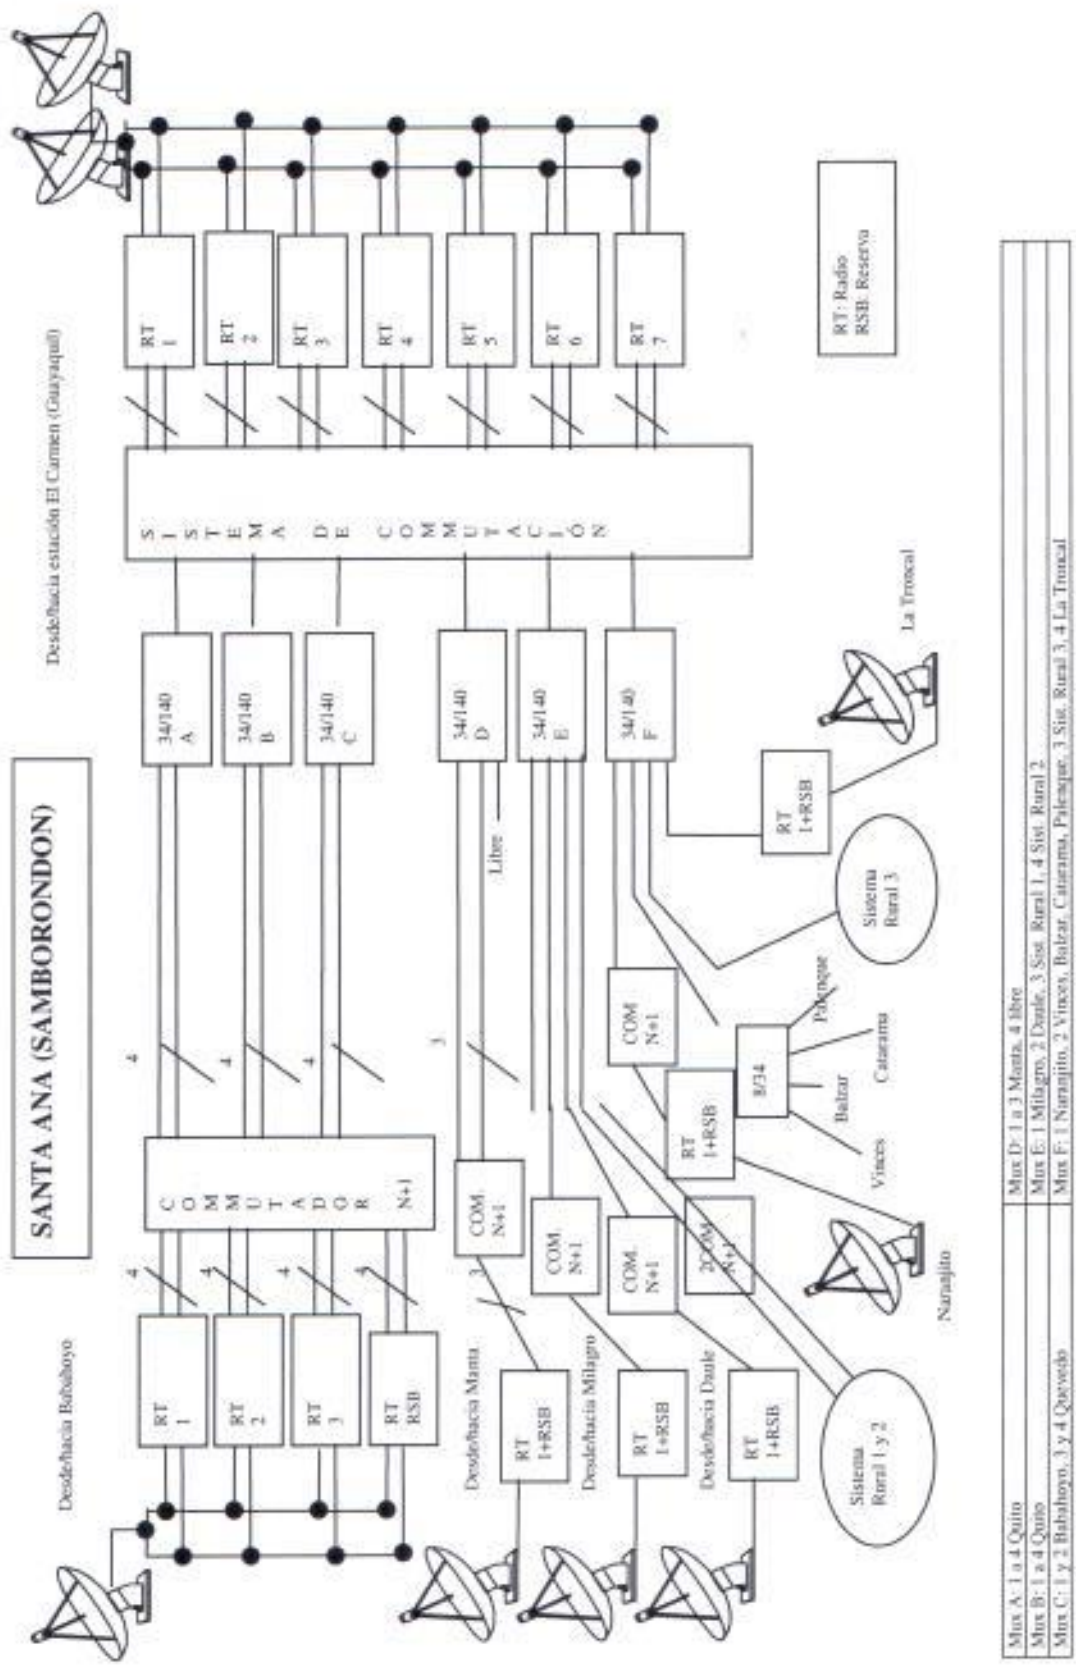 SANTA ANA (SAMBORONDON)
Desde/hacia Babahoyo
Desde/hacia estación El Carmen (Guayaquil)
RT
1
RT
2
RT
3
RT
RSB
4
4
4
4
CONMUTADOR
N+1
4
4
4
34/140
A
34/140
B
34/140
C
SISTEMA DE COMMUTACIÓN
RT
1
RT
2
RT
3
RT
4
RT
5
RT
6
RT
7
Desde/hacia Manta
RT
1+RSB
3
COM.
N+1
3
Libre
34/140
D
Desde/hacia Milagro
RT
1+RSB
COM.
N+1
34/140
E
Desde/hacia Daule
RT
1+RSB
COM.
N+1
34/140
F
2COM
N+1
Sistema
Rural 1 y 2
RT
1+RSB
COM
N+1
8/34
Vinces
Balzar
Catarama
Palenque
Naranjito
Sistema
Rural 3
RT
1+RSB
La Troncal
RT: Radio
RSB: Reserva
Mux A: 1 a 4 Quito
Mux D: 1 a 3 Manta, 4 libre
Mux B: 1 a 4 Quito
Mux E: 1 Milagro, 2 Daule, 3 Sist. Rural 1, 4 Sist. Rural 2
Mux C: 1 y 2 Babahoyo, 3 y 4 Quevedo
Mux F: 1 Naranjito, 2 Vinces, Balzar, Catarama, Palenque, 3 Sist. Rural 3, 4 La Troncal